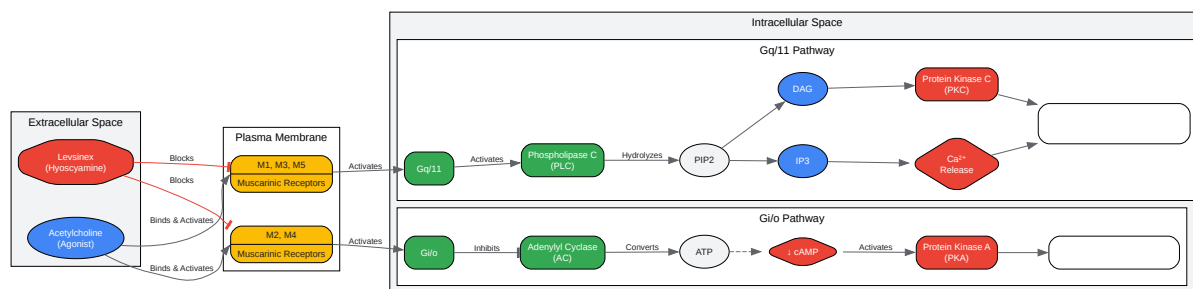 Intracellular Space
Gq/11 Pathway
Extracellular Space
Plasma Membrane
Levsinex
(Hyoscyamine)
Blocks
Blocks
Acetylcholine
(Agonist)
Binds & Activates
Binds & Activates
M1, M3, M5
Muscarinic Receptors
M2, M4
Muscarinic Receptors
Activates
Gq/11
Activates
Phospholipase C
(PLC)
Hydrolyzes
PIP2
DAG
IP3
Protein Kinase C
(PKC)
Ca²⁺
Release
Gi/o Pathway
Activates
Gi/o
Inhibits
Adenylyl Cyclase
(AC)
Converts
ATP
↓ cAMP
Activates
Protein Kinase A
(PKA)